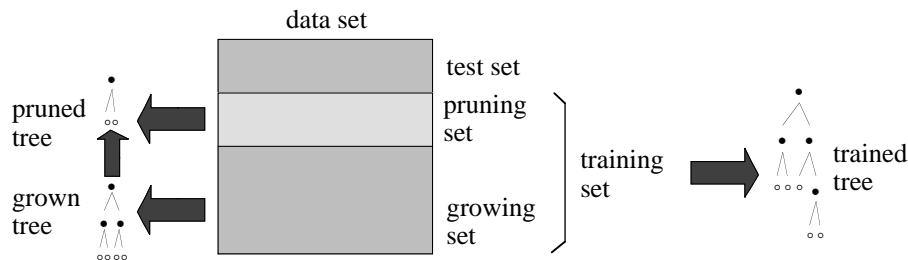 data set
test set
pruning
set
growing
set
training
set
pruned
tree
grown
tree
trained
tree